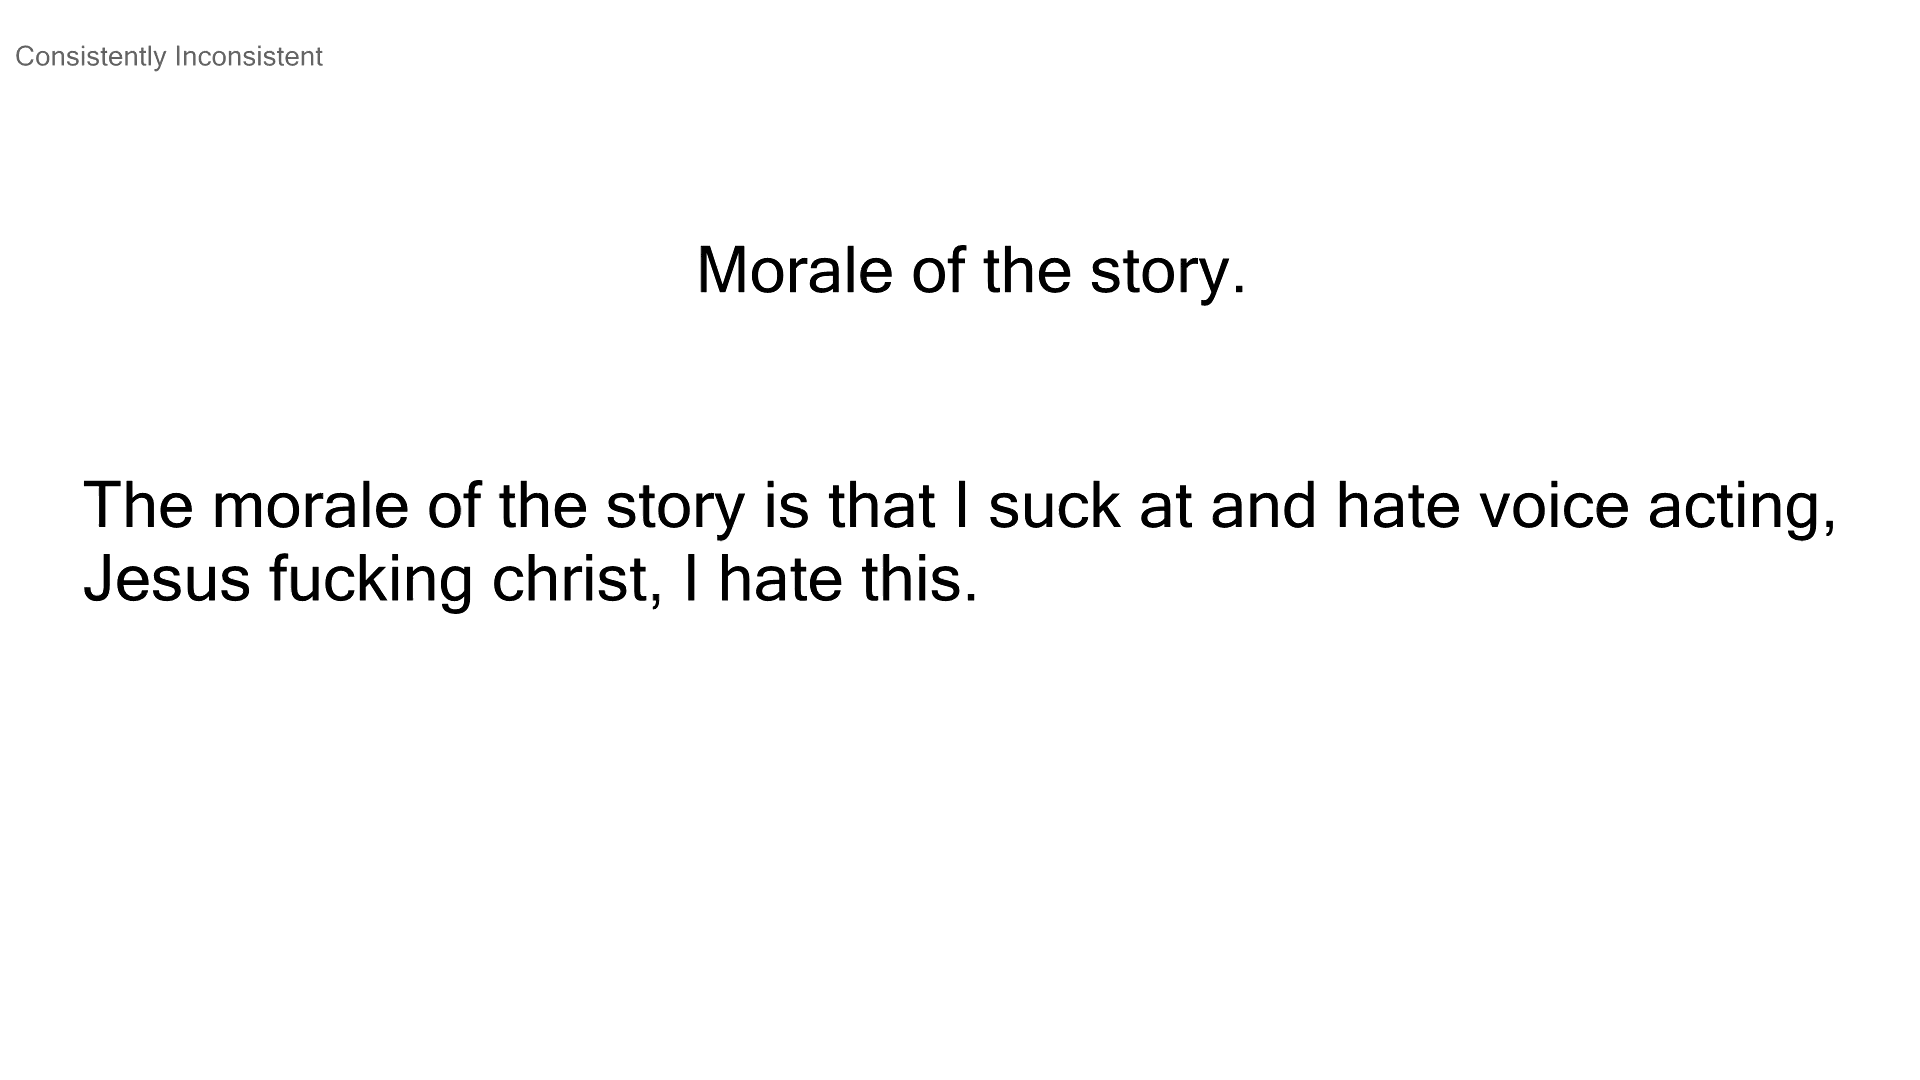 Consistently Inconsistent
Morale of the story.
The morale of the story is that I suck at and hate voice acting,
Jesus fucking christ, I hate this.